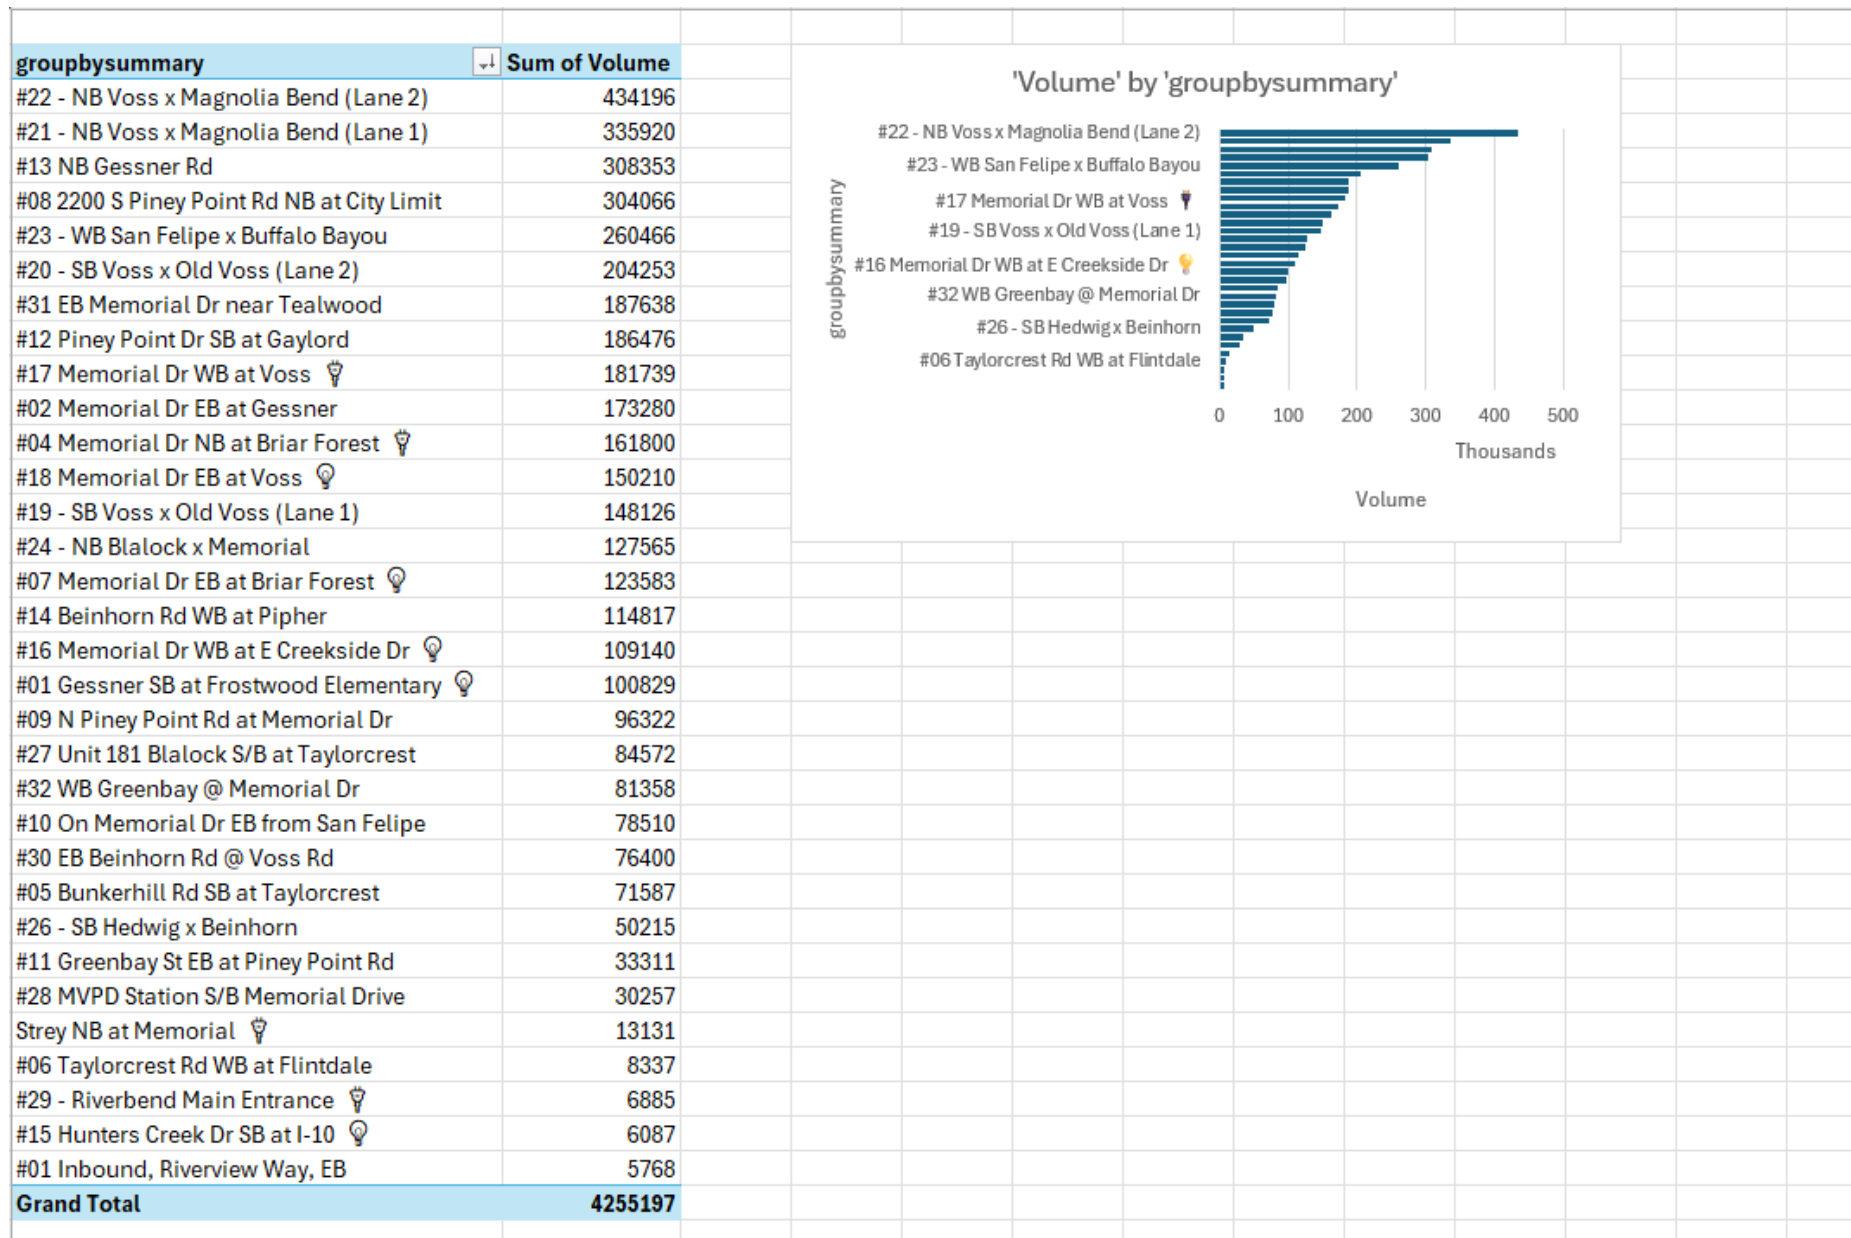 groupbysummary Sum of Volume
#22 - NB Voss x Magnolia Bend (Lane 2) 434196
#21 - NB Voss x Magnolia Bend (Lane 1) 335920
#13 NB Gessner Rd 308353
#08 2200 S Piney Point Rd NB at City Limit 304066
#23 - WB San Felipe x Buffalo Bayou 260466
#20 - SB Voss x Old Voss (Lane 2) 204253
#31 EB Memorial Dr near Tealwood 187638
#12 Piney Point Dr SB at Gaylord 186476
#17 Memorial Dr WB at Voss 181739
#02 Memorial Dr EB at Gessner 173280
#04 Memorial Dr NB at Briar Forest 161800
#18 Memorial Dr EB at Voss 150210
#19 - SB Voss x Old Voss (Lane 1) 148126
#24 - NB Blalock x Memorial 127565
#07 Memorial Dr EB at Briar Forest 123583
#14 Beinhorn Rd WB at Pipher 114817
#16 Memorial Dr WB at E Creekside Dr 109140
#01 Gessner SB at Frostwood Elementary 100829
#09 N Piney Point Rd at Memorial Dr 96322
#27 Unit 181 Blalock S/B at Taylorcrest 84572
#32 WB Greenbay @ Memorial Dr 81358
#10 On Memorial Dr EB from San Felipe 78510
#30 EB Beinhorn Rd @ Voss Rd 76400
#05 Bunkerhill Rd SB at Taylorcrest 71587
#26 - SB Hedwig x Beinhorn 50215
#11 Greenbay St EB at Piney Point Rd 33311
#28 MVPD Station S/B Memorial Drive 30257
Strey NB at Memorial 13131
#06 Taylorcrest Rd WB at Flintdale 8337
#29 - Riverbend Main Entrance 6885
#15 Hunters Creek Dr SB at I-10 6087
#01 Inbound, Riverview Way, EB 5768
Grand Total 4255197
'Volume' by 'groupbysummary'
groupbysummary
#22 - NB Voss x Magnolia Bend (Lane 2)
#23 - WB San Felipe x Buffalo Bayou
#17 Memorial Dr WB at Voss
#19 - SB Voss x Old Voss (Lane 1)
#16 Memorial Dr WB at E Creekside Dr
#32 WB Greenbay @ Memorial Dr
#26 - SB Hedwig x Beinhorn
#06 Taylorcrest Rd WB at Flintdale
0 100 200 300 400 500
Thousands
Volume